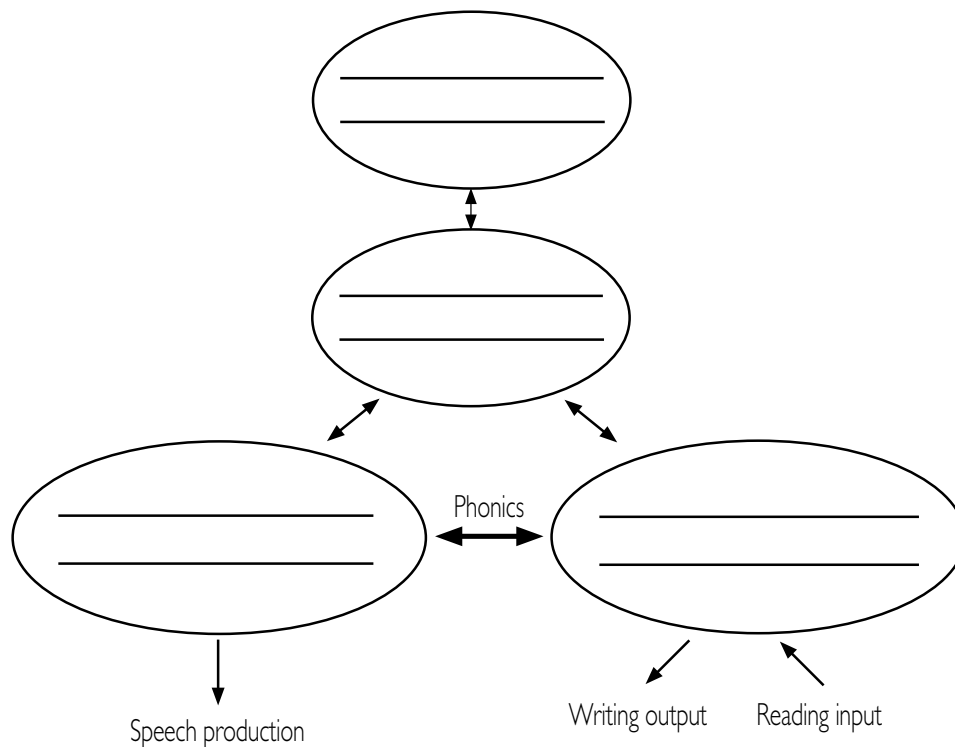 Phonics
Speech production
Writing output
Reading input